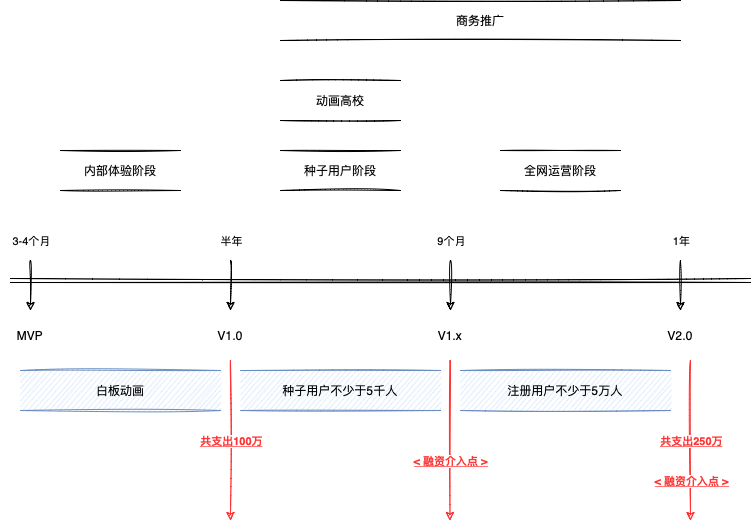 商务推广
动画高校
内部体验阶段
种子用户阶段
全网运营阶段
3-4个月
半年
9个月
1年
MVP
V1.0
V1.x
V2.0
白板动画
种子用户不少于5千人
注册用户不少于5万人
共支出100万
共支出250万
< 融资介入点 >
< 融资介入点 >